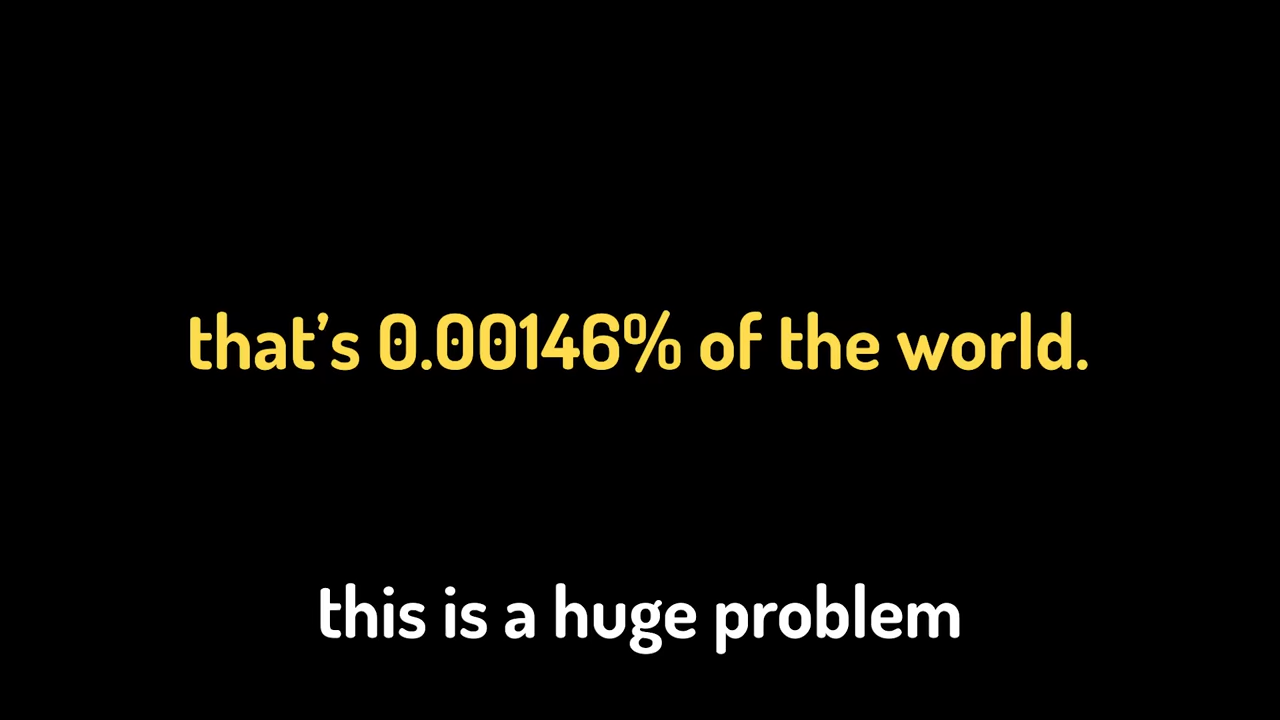 that’s 0.00146% of the world.
this is a huge problem